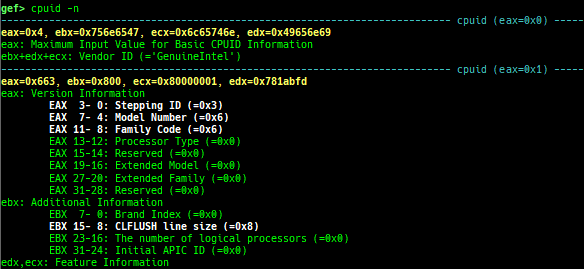 gef> cpuid -n
---------------------------------------------------------------------------- cpuid (eax=0x0) -----
eax=0x4, ebx=0x756e6547, ecx=0x6c65746e, edx=0x49656e69
eax: Maximum Input Value for Basic CPUID Information
ebx+edx+ecx: Vendor ID (='GenuineIntel')
---------------------------------------------------------------------------- cpuid (eax=0x1) -----
eax=0x663, ebx=0x800, ecx=0x80000001, edx=0x781abfd
eax: Version Information
EAX  3- 0: Stepping ID (=0x3)
EAX  7- 4: Model Number (=0x6)
EAX 11- 8: Family Code (=0x6)
EAX 13-12: Processor Type (=0x0)
EAX 15-14: Reserved (=0x0)
EAX 19-16: Extended Model (=0x0)
EAX 27-20: Extended Family (=0x0)
EAX 31-28: Reserved (=0x0)
ebx: Additional Information
EBX  7- 0: Brand Index (=0x0)
EBX 15- 8: CLFLUSH line size (=0x8)
EBX 23-16: The number of logical processors (=0x0)
EBX 31-24: Initial APIC ID (=0x0)
edx,ecx: Feature Information